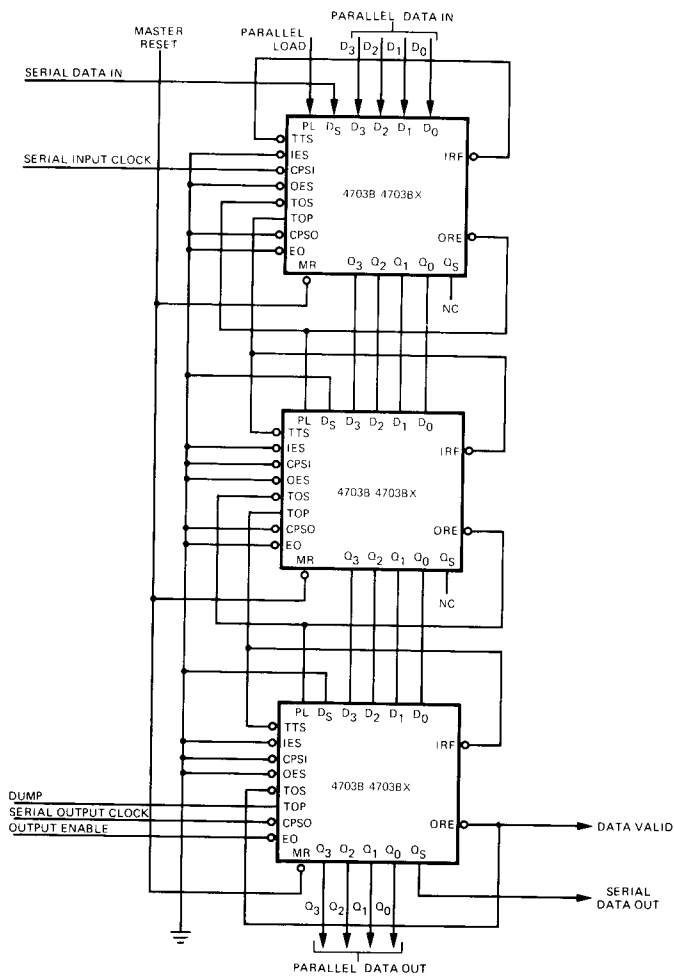 MASTER RESET
PARALLEL LOAD
PARALLEL DATA IN
D3 D2 D1 D0
SERIAL DATA IN
SERIAL INPUT CLOCK
PL DS D3 D2 D1 D0
TTS
IES
CPSI
OES
TOS
TOP
CPSO
EO
MR
4703B 4703BX
IRF
ORE
Q3 Q2 Q1 Q0 QS
NC
PL DS D3 D2 D1 D0
TTS
IES
CPSI
OES
TOS
TOP
CPSO
EO
MR
4703B 4703BX
IRF
ORE
Q3 Q2 Q1 Q0 QS
NC
PL DS D3 D2 D1 D0
TTS
IES
CPSI
OES
TOS
TOP
CPSO
EO
MR
4703B 4703BX
IRF
ORE
Q3 Q2 Q1 Q0 QS
DUMP
SERIAL OUTPUT CLOCK
OUTPUT ENABLE
DATA VALID
SERIAL DATA OUT
Q3 Q2 Q1 Q0
PARALLEL DATA OUT